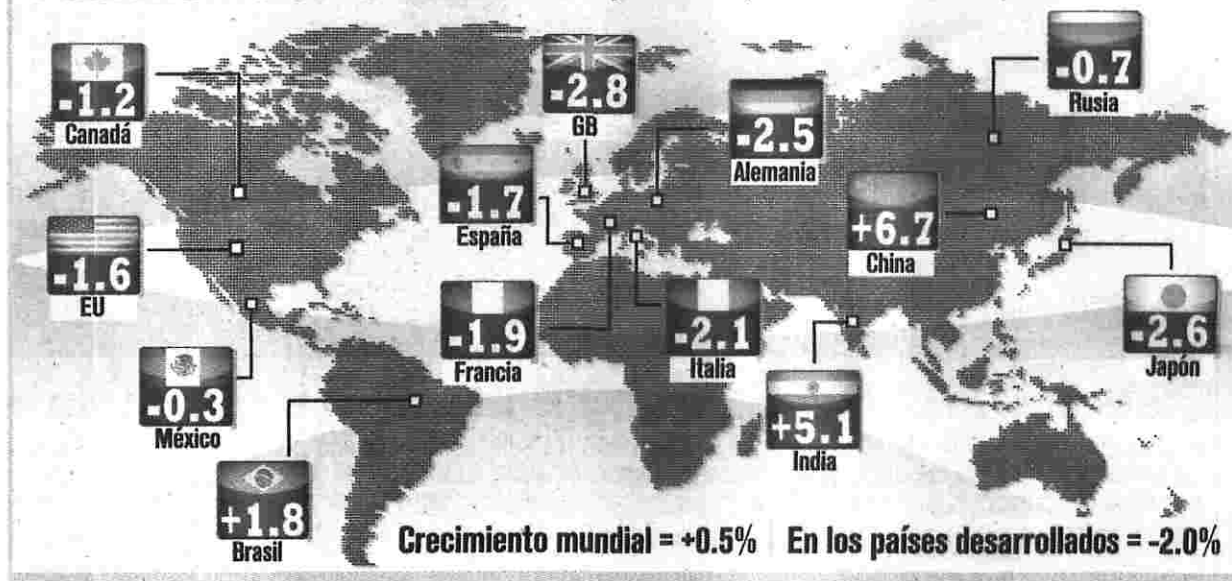 -1.2
Canadá
-2.8
GB
-0.7
Rusia
-2.5
Alemania
-1.7
España
+6.7
China
-1.6
EU
-1.9
Francia
-2.1
Italia
-2.6
Japón
-0.3
México
+5.1
India
+1.8
Brasil
Crecimiento mundial = +0.5%
En los países desarrollados = -2.0%